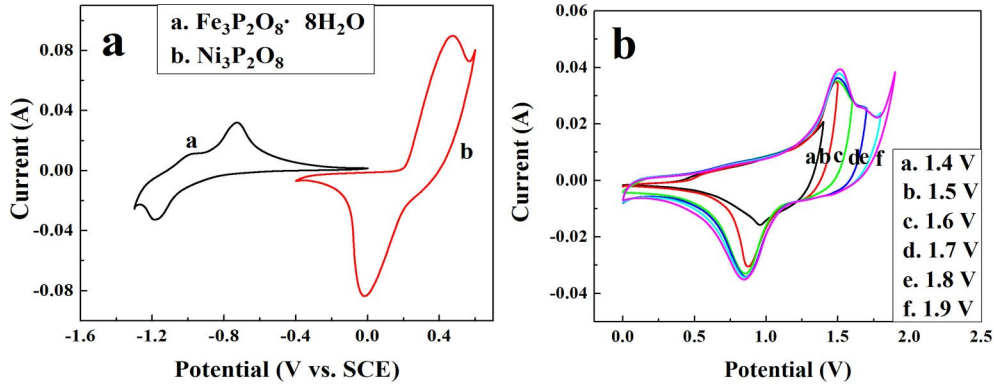 a
a. Fe₃P₂O₈· 8H₂O
b. Ni₃P₂O₈
a
b
0.08
0.04
0.00
-0.04
-0.08
-1.6
-1.2
-0.8
-0.4
0.0
0.4
Current (A)
Potential (V vs. SCE)
b
0.06
0.04
0.02
0.00
-0.02
-0.04
0.0
0.5
1.0
1.5
2.0
2.5
Current (A)
Potential (V)
a b c d e f
a. 1.4 V
b. 1.5 V
c. 1.6 V
d. 1.7 V
e. 1.8 V
f. 1.9 V